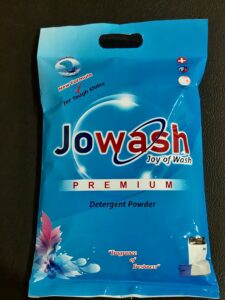 New Formula
For Tough Stains
Jowash
Joy of Wash
PREMIUM
Detergent Powder
"Fragrance
of
Freshness"